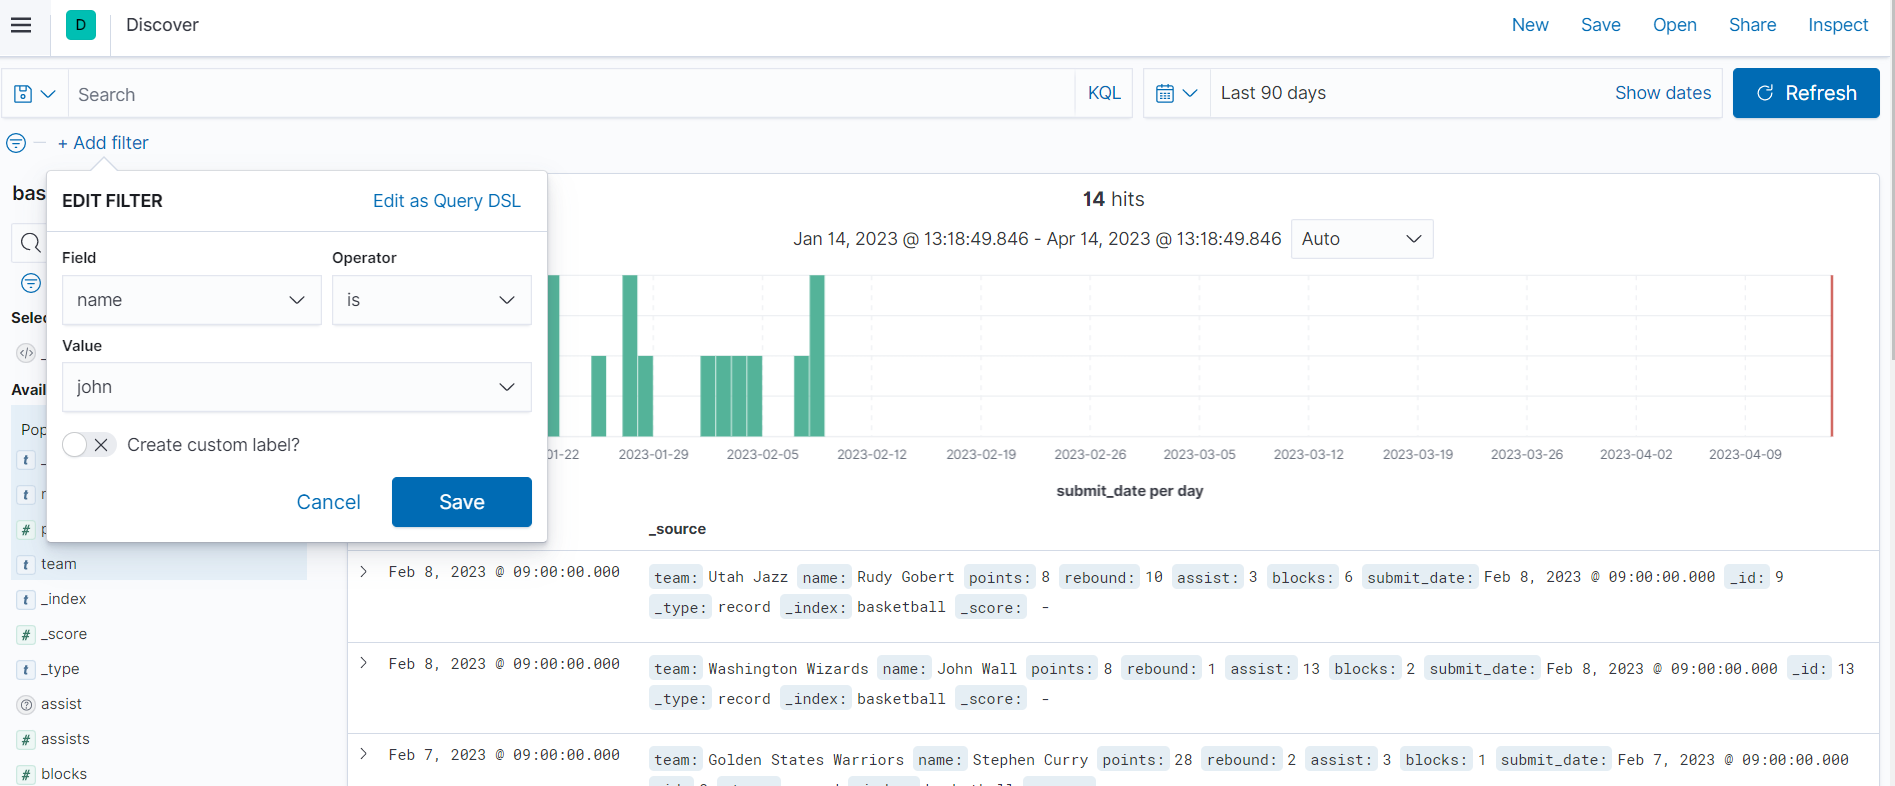 D Discover New Save Open Share Inspect
Search KQL Last 90 days Show dates Refresh
+ Add filter
bas
EDIT FILTER Edit as Query DSL
14 hits
Jan 14, 2023 @ 13:18:49.846 - Apr 14, 2023 @ 13:18:49.846 Auto
Field Operator
name is
Value
john
Create custom label?
Cancel Save
Selec
Avail
Pop
t _
t r
# p
t team
t _index
# _score
t _type
? assist
# assists
# blocks
01-22 2023-01-29 2023-02-05 2023-02-12 2023-02-19 2023-02-26 2023-03-05 2023-03-12 2023-03-19 2023-03-26 2023-04-02 2023-04-09
submit_date per day
_source
Feb 8, 2023 @ 09:00:00.000 team: Utah Jazz name: Rudy Gobert points: 8 rebound: 10 assist: 3 blocks: 6 submit_date: Feb 8, 2023 @ 09:00:00.000 _id: 9
_type: record _index: basketball _score: -
Feb 8, 2023 @ 09:00:00.000 team: Washington Wizards name: John Wall points: 8 rebound: 1 assist: 13 blocks: 2 submit_date: Feb 8, 2023 @ 09:00:00.000 _id: 13
_type: record _index: basketball _score: -
Feb 7, 2023 @ 09:00:00.000 team: Golden States Warriors name: Stephen Curry points: 28 rebound: 2 assist: 3 blocks: 1 submit_date: Feb 7, 2023 @ 09:00:00.000